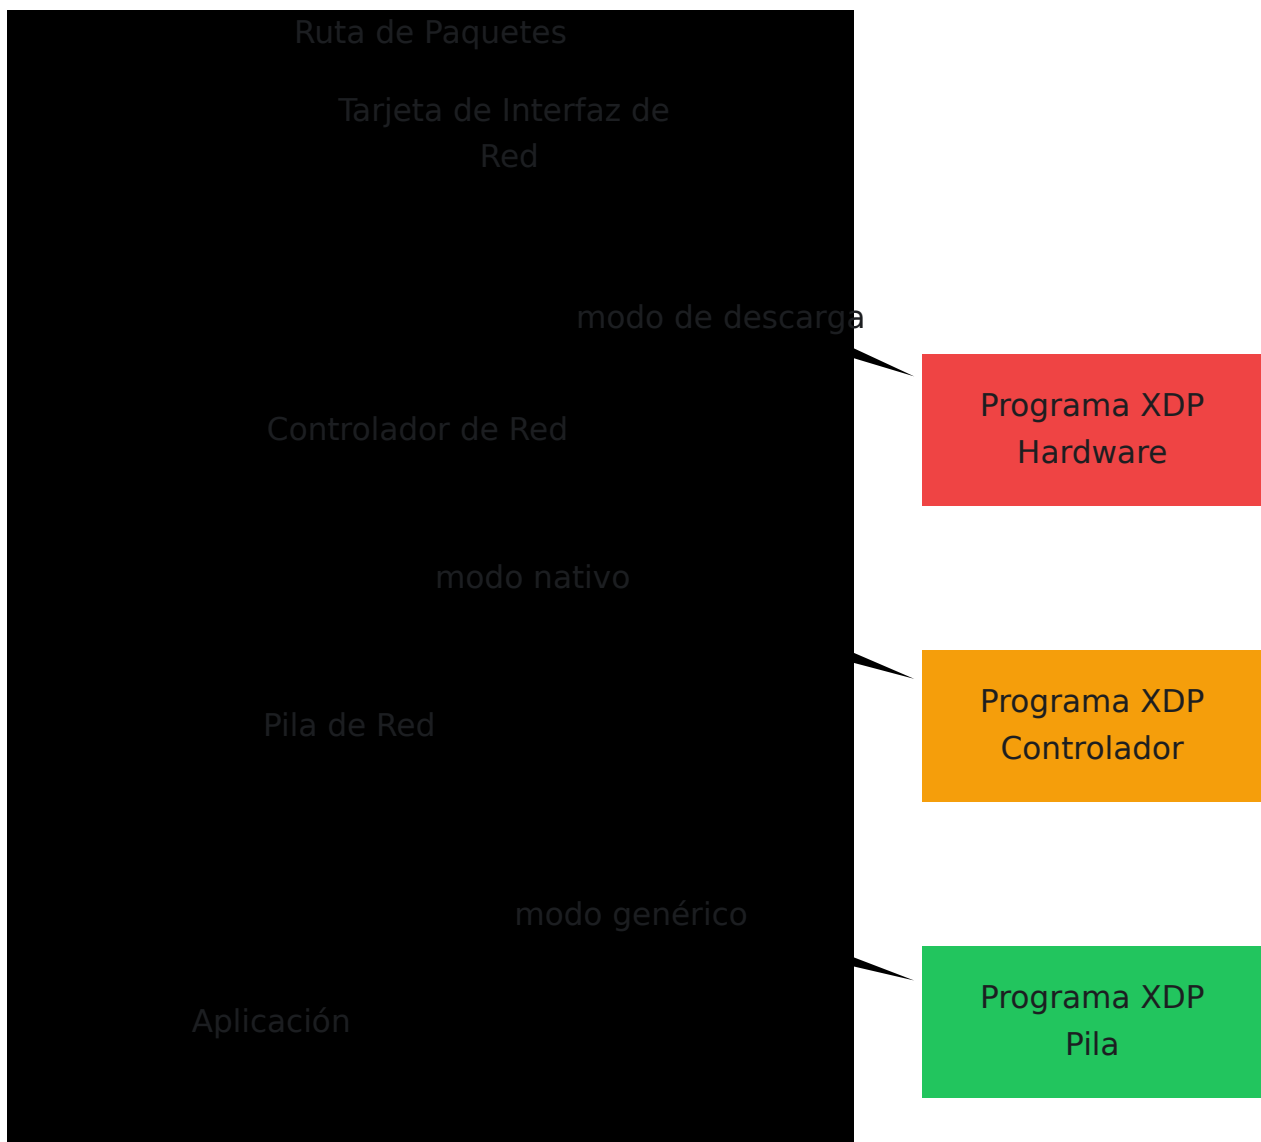 Ruta de Paquetes
Tarjeta de Interfaz de
Red
modo de descarga
Programa XDP
Hardware
Controlador de Red
modo nativo
Programa XDP
Controlador
Pila de Red
modo genérico
Programa XDP
Pila
Aplicación